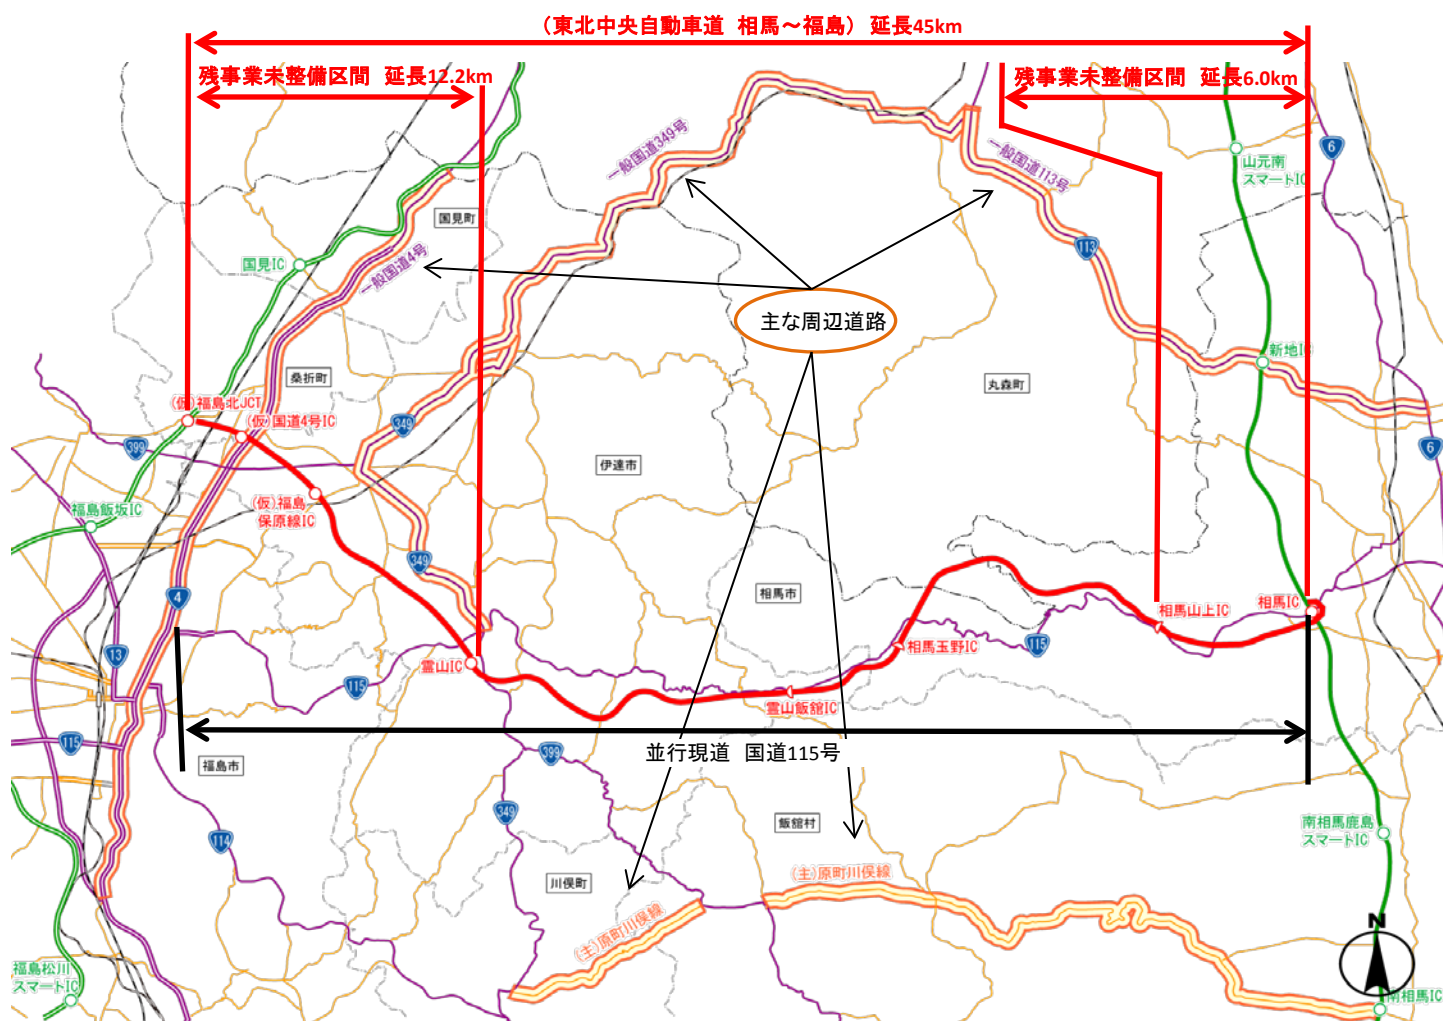 （東北中央自動車道 相馬～福島） 延長45km
残事業未整備区間 延長12.2km
残事業未整備区間 延長6.0km
一般国道349号
一般国道113号
6
山元南
スマートIC
国見町
国見IC
一般国道4号
113
主な周辺道路
新地IC
桑折町
丸森町
(仮)福島北JCT
(仮)国道4号IC
349
399
6
伊達市
福島飯坂IC
(仮)福島
保原線IC
349
4
相馬市
相馬山上IC
相馬IC
13
115
相馬玉野IC
霊山IC
115
霊山飯舘IC
115
399
並行現道 国道115号
福島市
349
114
飯舘村
南相馬鹿島
スマートIC
川俣町
(主)原町川俣線
(主)原町川俣線
N
福島松川
スマートIC
南相馬IC